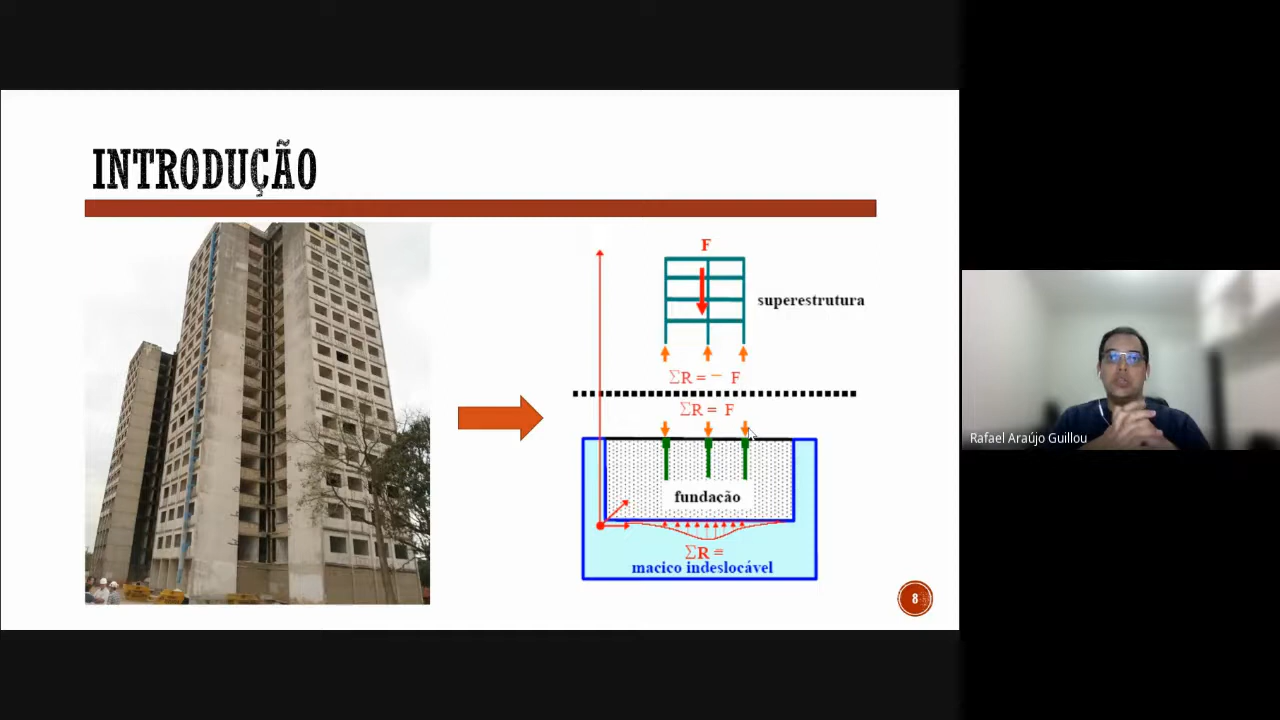 INTRODUÇÃO
F
superestrutura
ΣR = − F
ΣR = F
fundação
ΣR =
macico indeslocável
8
Rafael Araújo Guillou